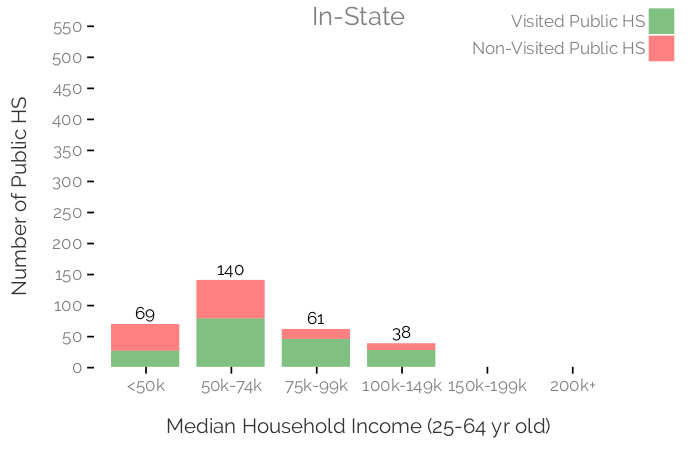 In-State
Visited Public HS
Non-Visited Public HS
Number of Public HS
550
500
450
400
350
300
250
200
150
100
50
0
69
140
61
38
<50k
50k-74k
75k-99k
100k-149k
150k-199k
200k+
Median Household Income (25-64 yr old)